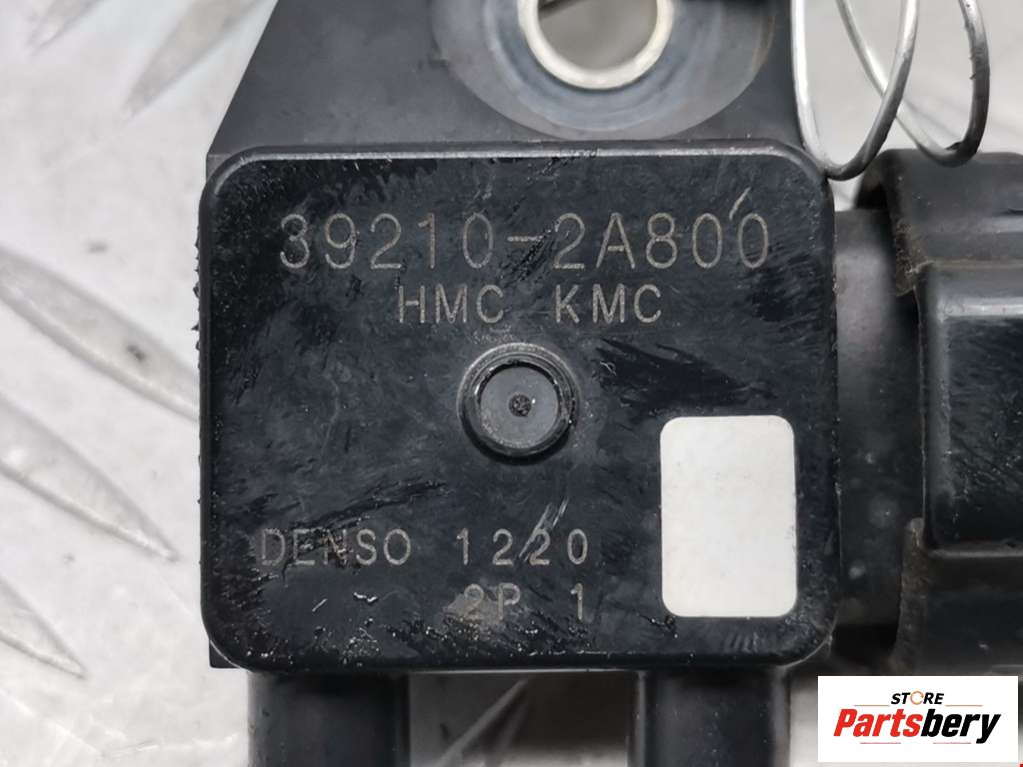 39210-2A800
HMC KMC
DENSO 1220
2P 1
STORE
Partsbery